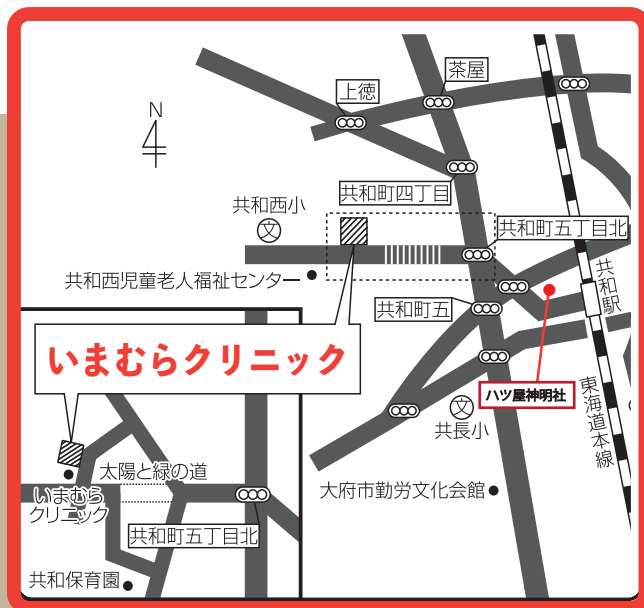 茶屋
上徳
N
共和町四丁目
共和西小
文
共和町五丁目北
共和西児童老人福祉センター
共和駅
共和町五
いまむらクリニック
ハツ屋神明社
東海道本線
文
共長小
太陽と緑の道
いまむら
クリニック
大府市勤労文化会館
共和町五丁目北
共和保育園